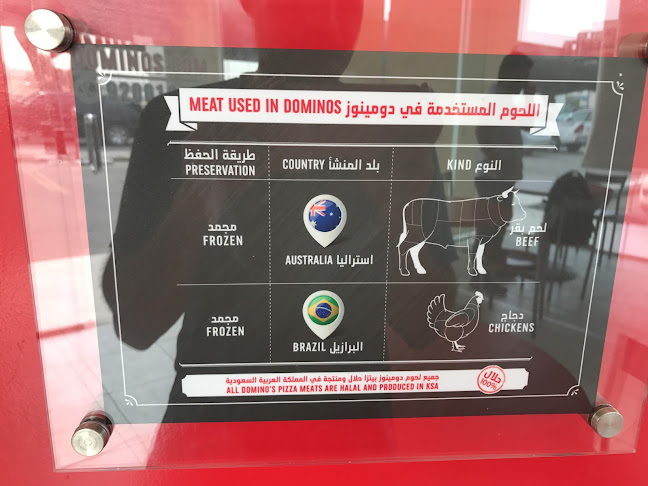 MEAT USED IN DOMINOS اللحوم المستخدمة في دومينوز
طريقة الحفظ
PRESERVATION
COUNTRY بلد المنشأ
KIND النوع
مجمد
FROZEN
AUSTRALIA استراليا
لحم بقر
BEEF
مجمد
FROZEN
BRAZIL البرازيل
دجاج
CHICKENS
جميع لحوم دومينوز بيتزا حلال ومنتجة في المملكة العربية السعودية
ALL DOMINO'S PIZZA MEATS ARE HALAL AND PRODUCED IN KSA
حلال
100%